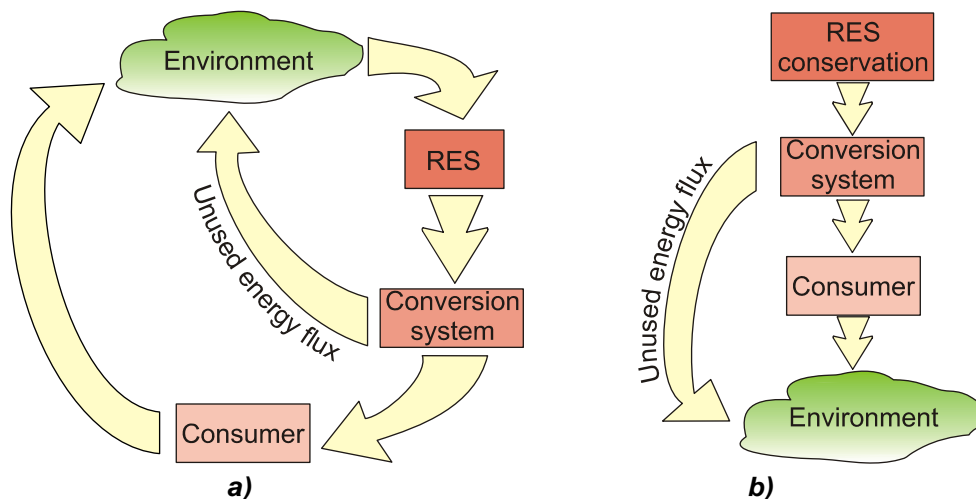 Environment
RES
Unused energy flux
Conversion
system
Consumer
a)
RES
conservation
Conversion
system
Unused energy flux
Consumer
Environment
b)